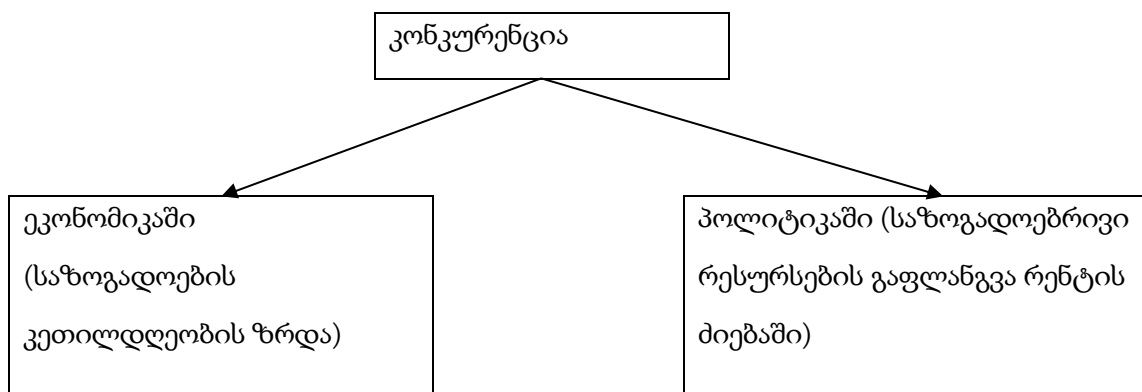 კონკურენცია
ეკონომიკაში
(საზოგადოების
კეთილდღეობის ზრდა)
პოლიტიკაში (საზოგადოებრივი
რესურსების გაფლანგვა რენტის
ძიებაში)